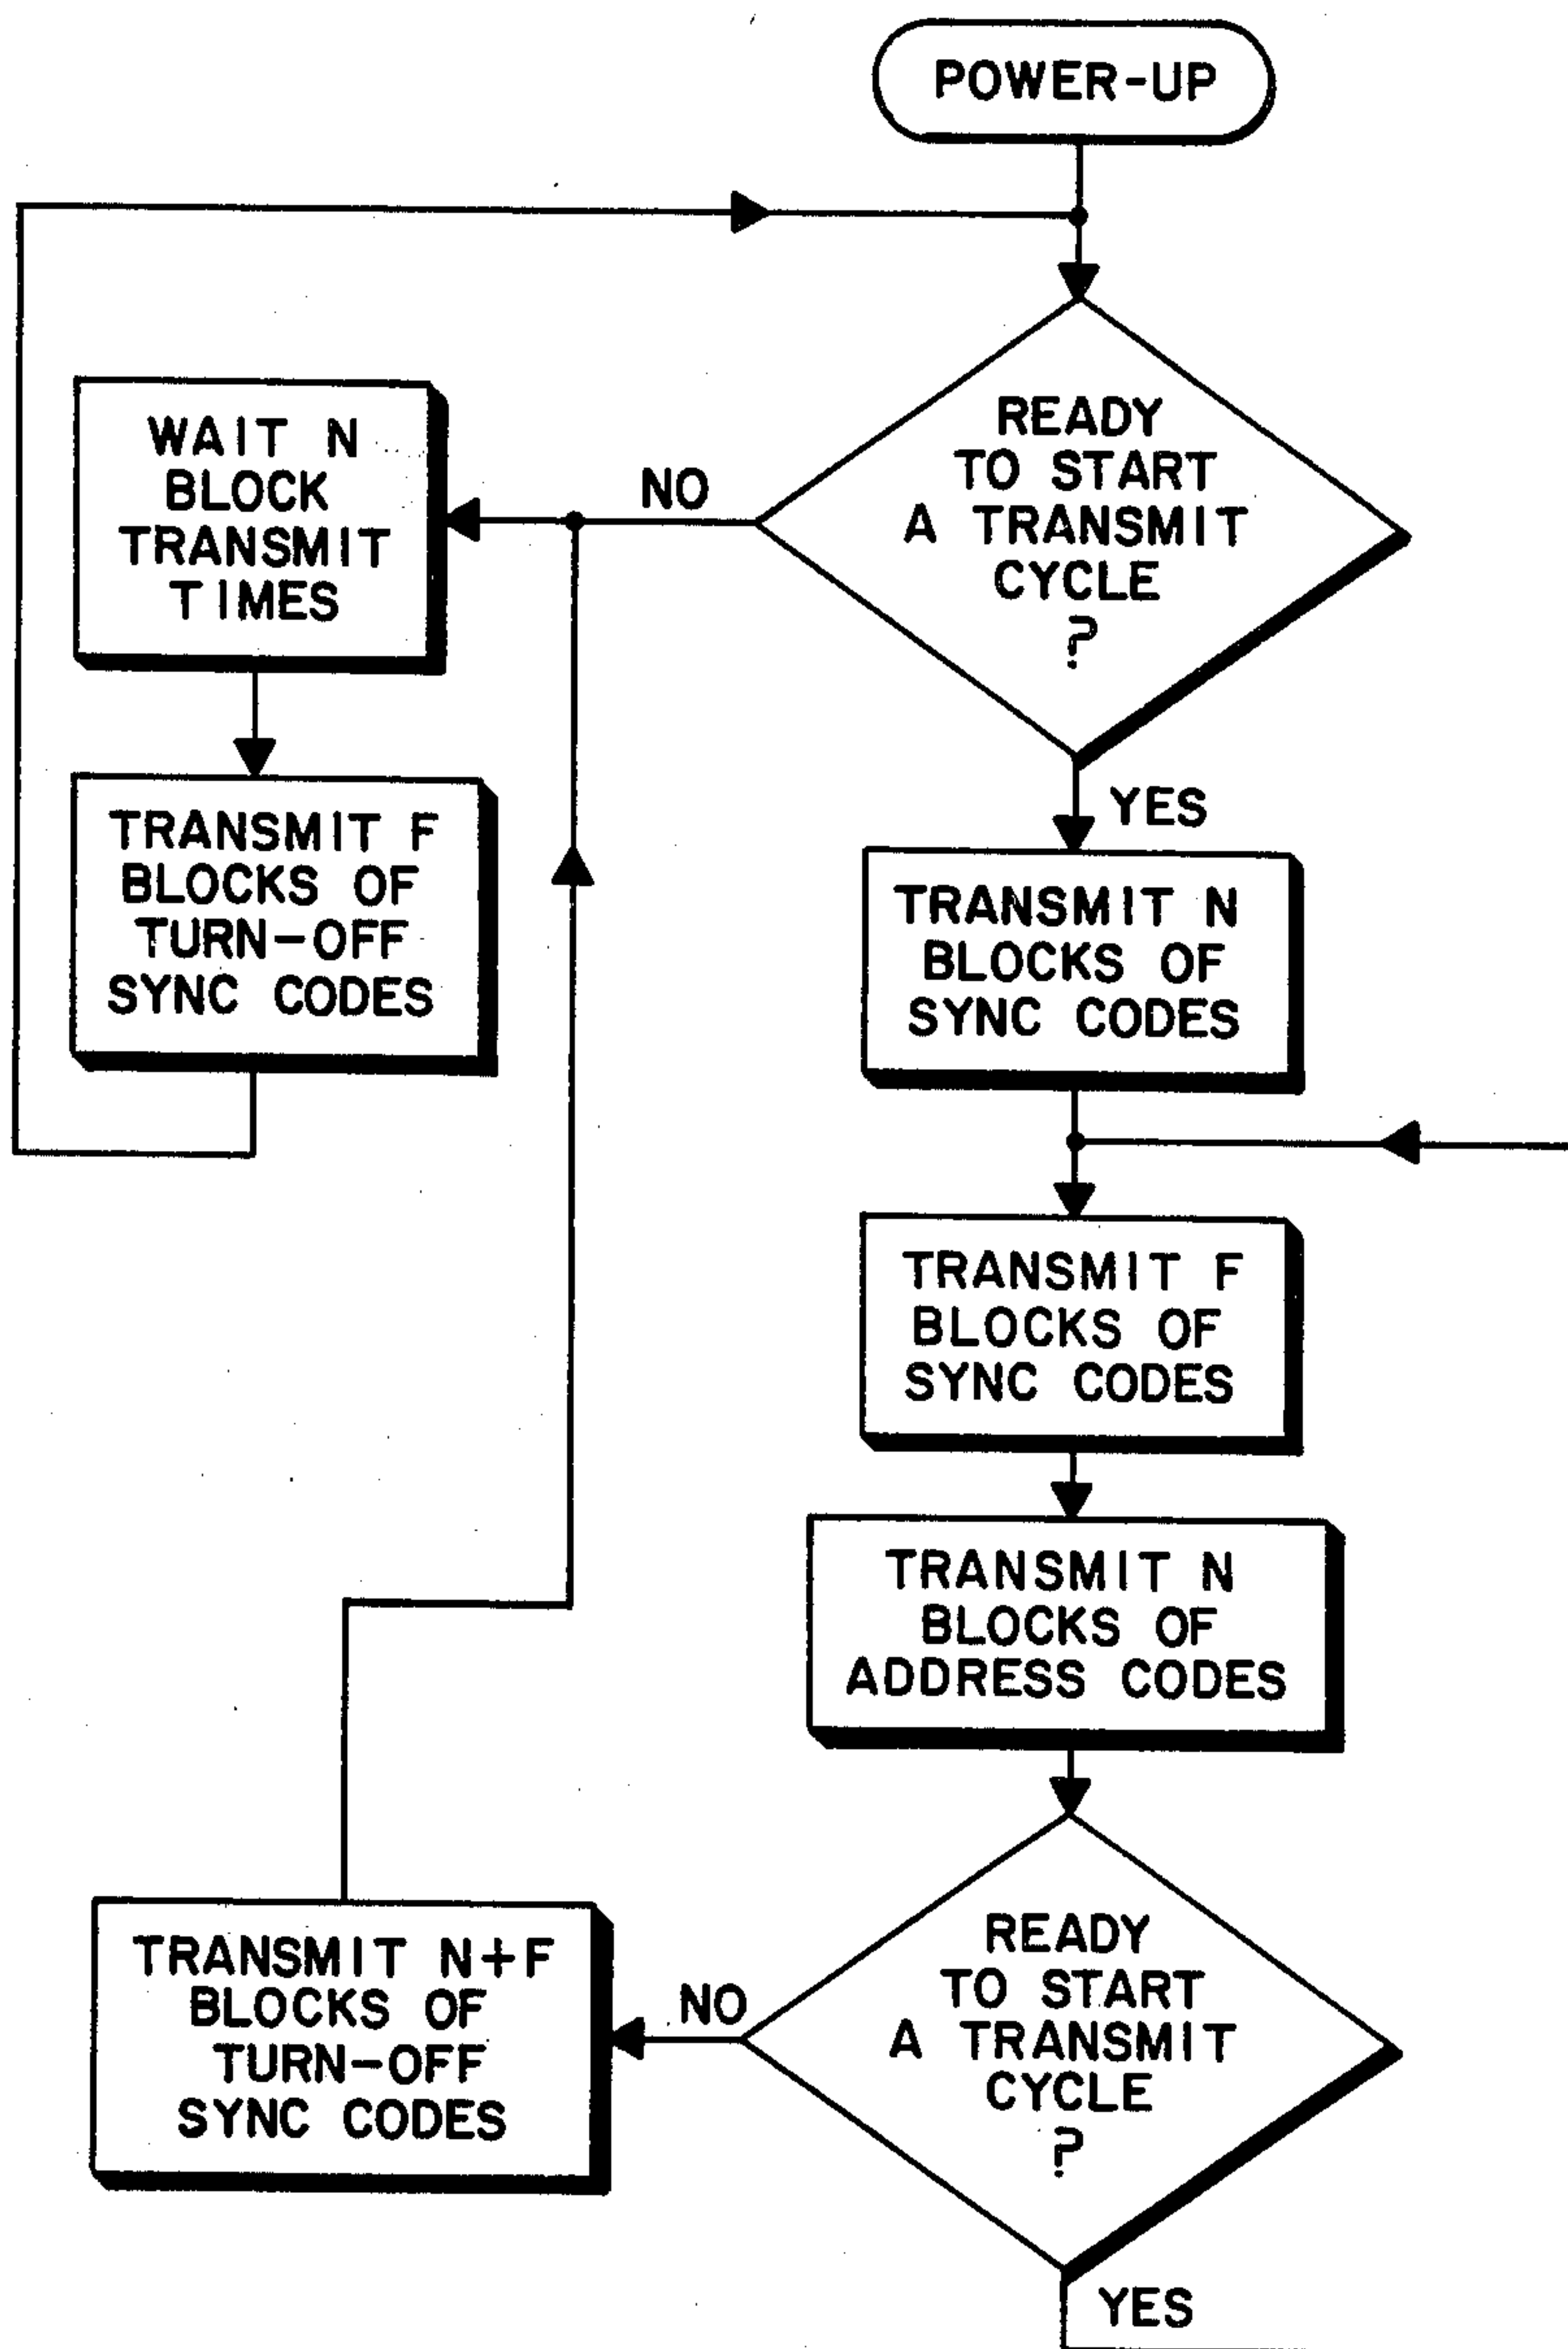 POWER-UP
READY
TO START
A TRANSMIT
CYCLE
?
NO
WAIT N
BLOCK
TRANSMIT
TIMES
YES
TRANSMIT F
BLOCKS OF
TURN-OFF
SYNC CODES
TRANSMIT N
BLOCKS OF
SYNC CODES
TRANSMIT F
BLOCKS OF
SYNC CODES
TRANSMIT N
BLOCKS OF
ADDRESS CODES
READY
TO START
A TRANSMIT
CYCLE
?
NO
TRANSMIT N+F
BLOCKS OF
TURN-OFF
SYNC CODES
YES